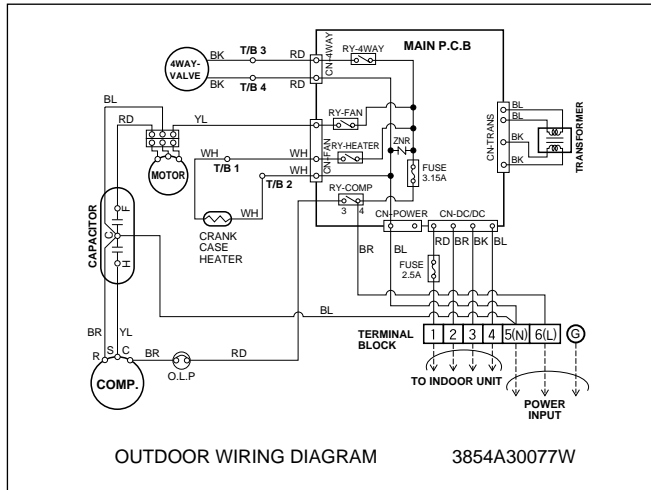 MAIN P.C.B
4WAY-
VALVE
BK T/B 3 RD
BK T/B 4 RD
CN-4WAY
RY-4WAY
BL
RD
YL
MOTOR
RY-FAN
CN-FAN
WH T/B 1 WH
RY-HEATER
WH
T/B 2
WH
CRANK
CASE
HEATER
ZNR
FUSE
3.15A
RY-COMP
3 4
CN-TRANS
BL
BL
BK
BK
TRANSFORMER
CN-POWER
CN-DC/DC
BR
BL
RD BR BK BL
FUSE
2.5A
CAPACITOR
F
C
H
BL
BR
YL
R S C
COMP.
BR
O.L.P
RD
TERMINAL
BLOCK
1 2 3 4 5(N) 6(L) G
TO INDOOR UNIT
POWER
INPUT
OUTDOOR WIRING DIAGRAM 3854A30077W